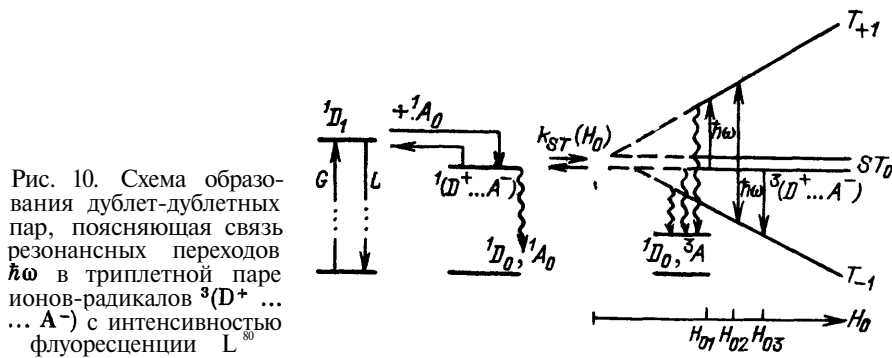 Рис. 10. Схема образо-
вания дублет-дублетных
пар, поясняющая связь
резонансных переходов
ħω в триплетной паре
ионов-радикалов ³(D⁺ ...
... A⁻) с интенсивностью
флуоресценции L⁸⁰
¹D₁
+¹A₀
G
L
¹(D⁺...A⁻)
¹D₀, ¹A₀
k_ST(H₀)
T₊₁
ħω
ST₀
³(D⁺...A⁻)
ħω
¹D₀, ³A
T₋₁
H₀₁ H₀₂ H₀₃
H₀